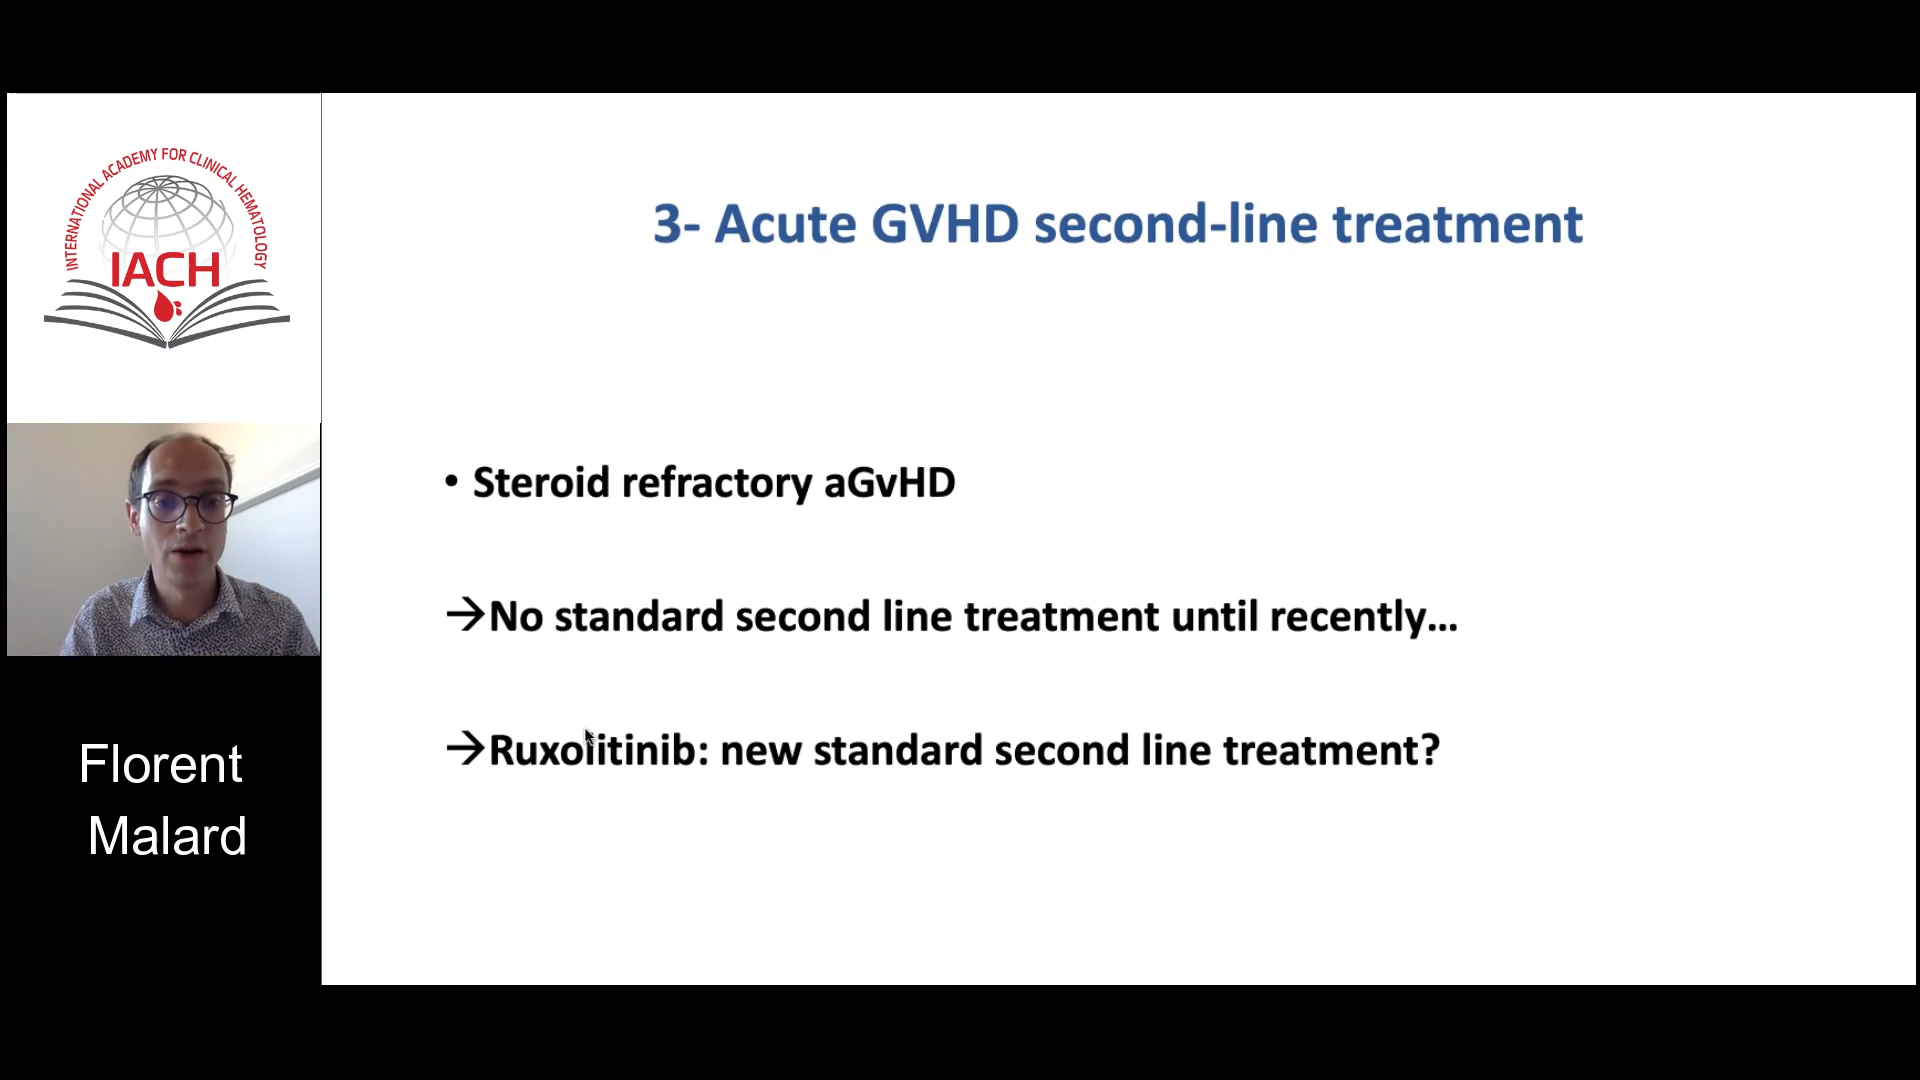 INTERNATIONAL ACADEMY FOR CLINICAL HEMATOLOGY
IACH
3- Acute GVHD second-line treatment
• Steroid refractory aGvHD
→No standard second line treatment until recently...
→Ruxolitinib: new standard second line treatment?
Florent
Malard